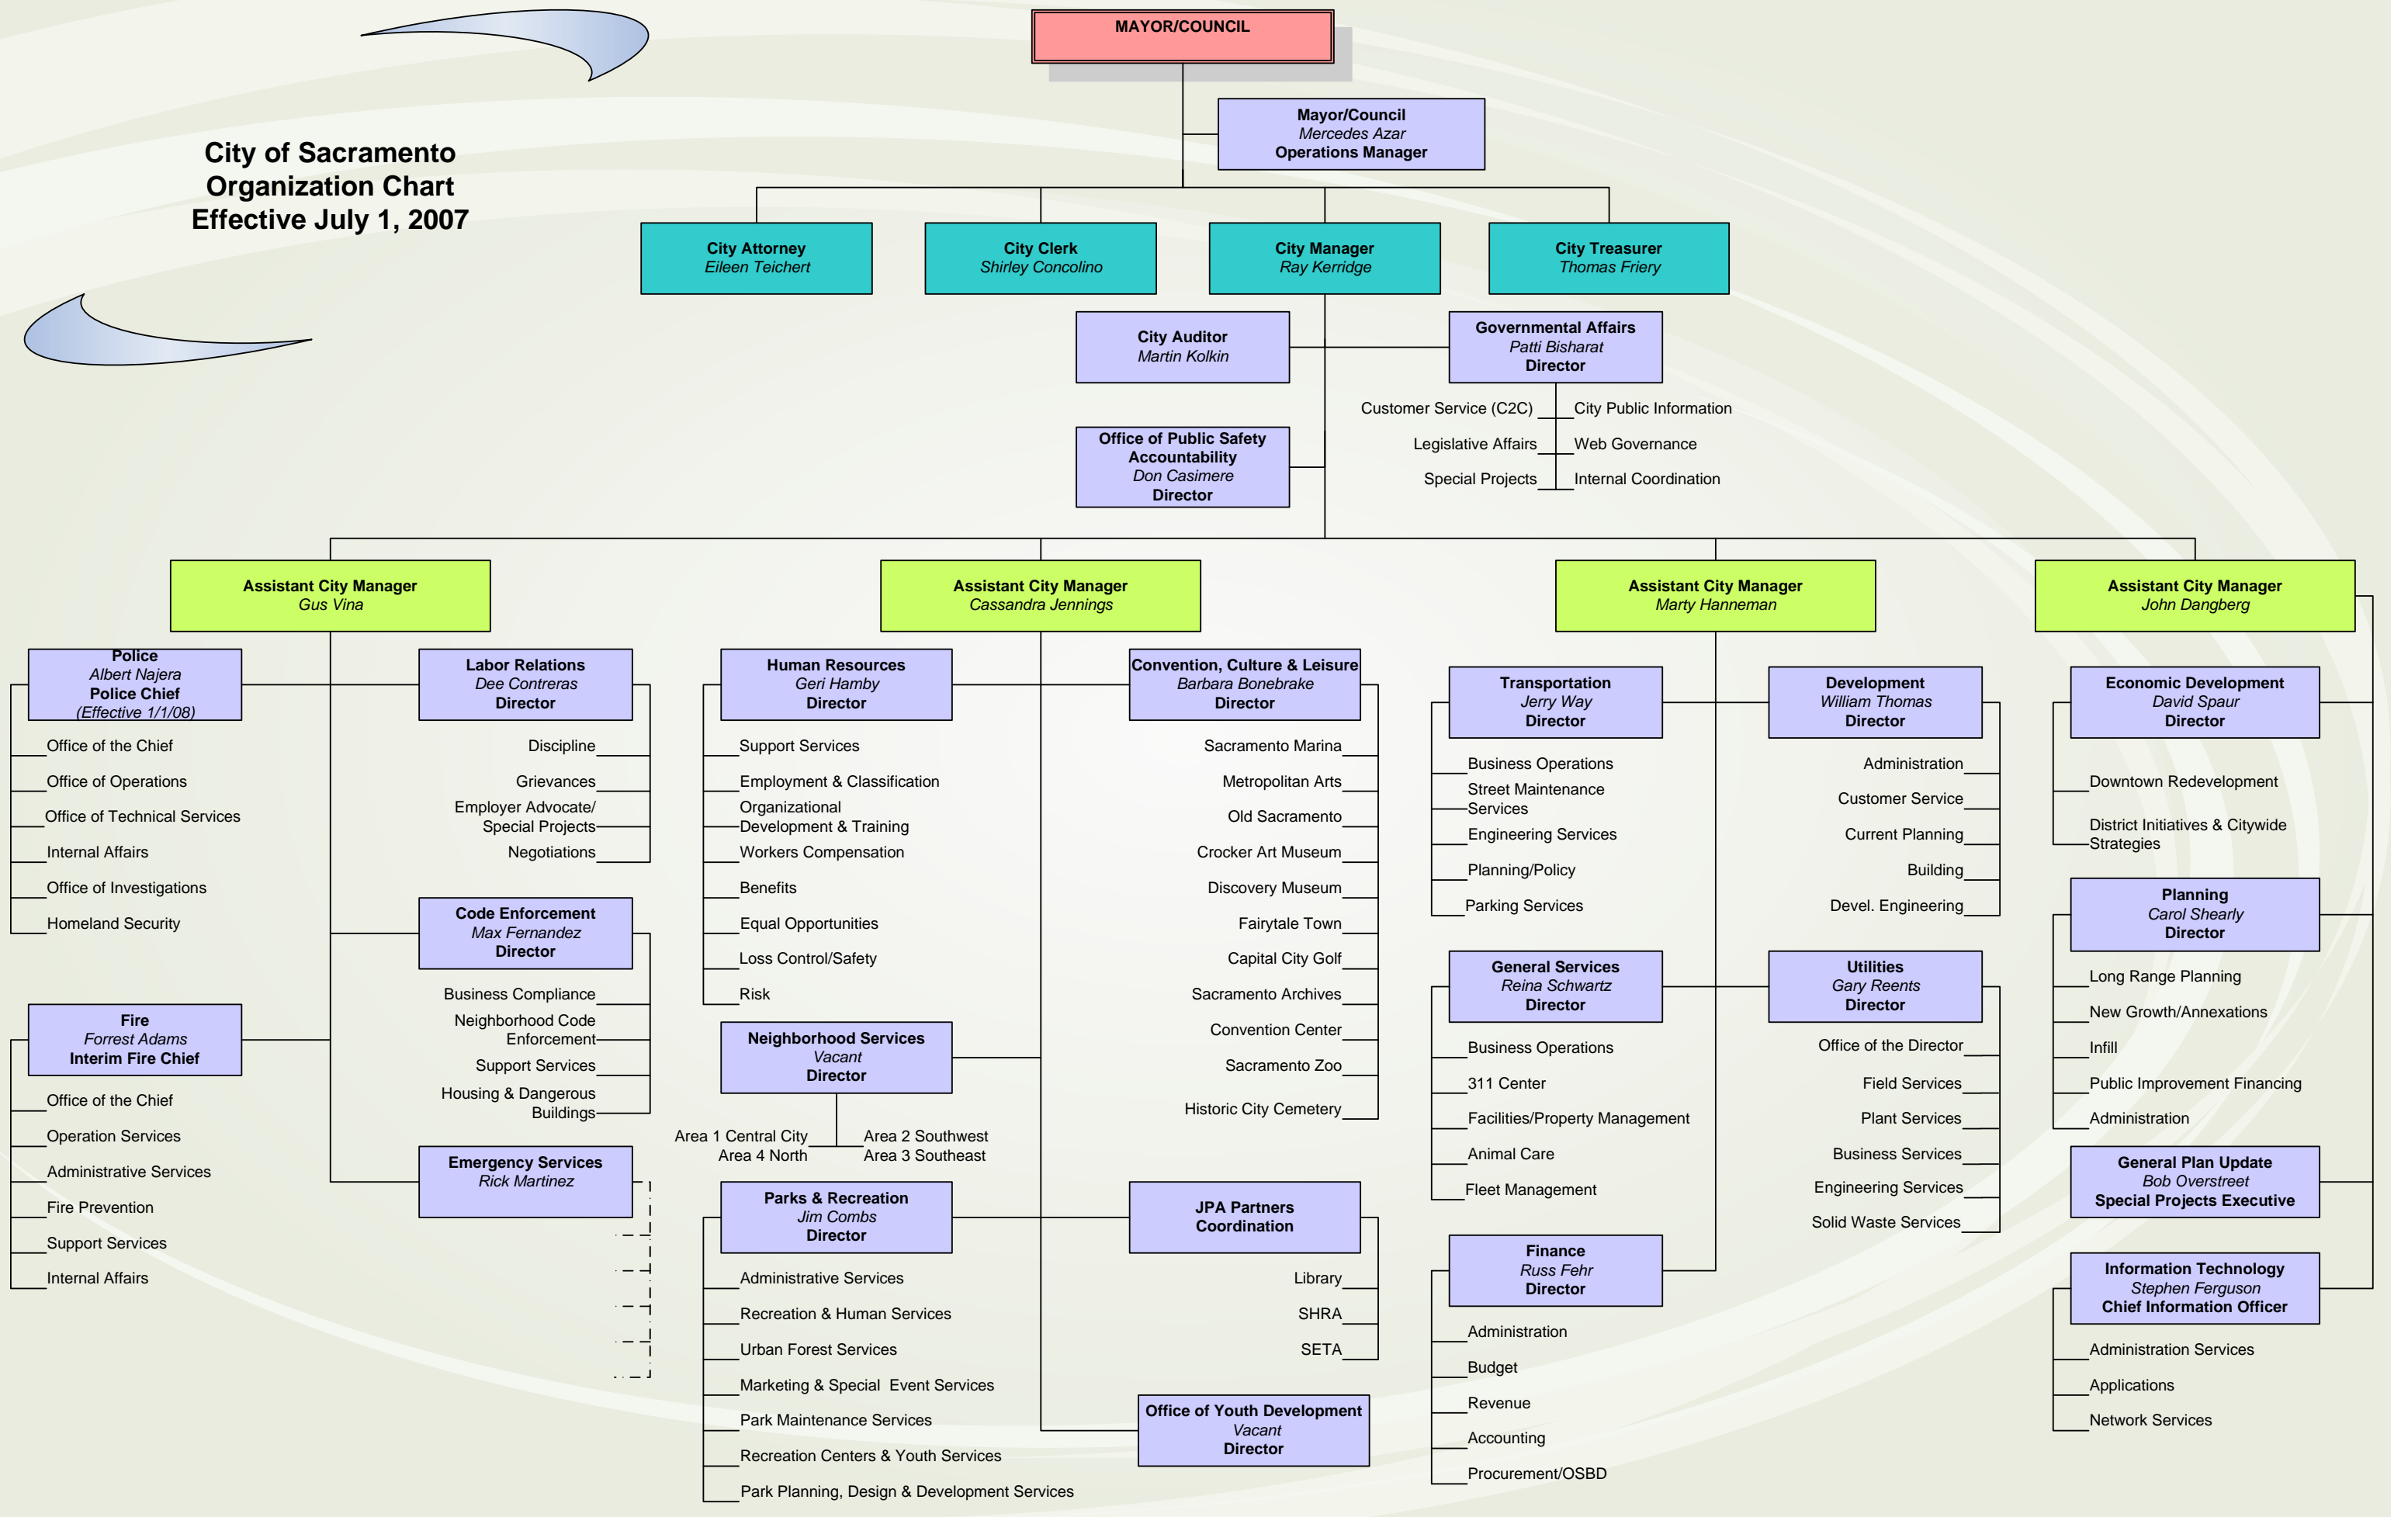 MAYOR/COUNCIL
Mayor/Council
Mercedes Azar
Operations Manager
City of Sacramento
Organization Chart
Effective July 1, 2007
City Attorney
Eileen Teichert
City Clerk
Shirley Concolino
City Manager
Ray Kerridge
City Treasurer
Thomas Friery
City Auditor
Martin Kolkin
Governmental Affairs
Patti Bisharat
Director
Customer Service (C2C)
City Public Information
Legislative Affairs
Web Governance
Special Projects
Internal Coordination
Office of Public Safety
Accountability
Don Casimere
Director
Assistant City Manager
Gus Vina
Police
Albert Najera
Police Chief
(Effective 1/1/08)
Office of the Chief
Office of Operations
Office of Technical Services
Internal Affairs
Office of Investigations
Homeland Security
Fire
Forrest Adams
Interim Fire Chief
Office of the Chief
Operation Services
Administrative Services
Fire Prevention
Support Services
Internal Affairs
Labor Relations
Dee Contreras
Director
Discipline
Grievances
Employer Advocate/
Special Projects
Negotiations
Code Enforcement
Max Fernandez
Director
Business Compliance
Neighborhood Code
Enforcement
Support Services
Housing & Dangerous
Buildings
Emergency Services
Rick Martinez
Assistant City Manager
Cassandra Jennings
Human Resources
Geri Hamby
Director
Support Services
Employment & Classification
Organizational
Development & Training
Workers Compensation
Benefits
Equal Opportunities
Loss Control/Safety
Risk
Neighborhood Services
Vacant
Director
Area 1 Central City
Area 4 North
Area 2 Southwest
Area 3 Southeast
Parks & Recreation
Jim Combs
Director
Administrative Services
Recreation & Human Services
Urban Forest Services
Marketing & Special  Event Services
Park Maintenance Services
Recreation Centers & Youth Services
Park Planning, Design & Development Services
Convention, Culture & Leisure
Barbara Bonebrake
Director
Sacramento Marina
Metropolitan Arts
Old Sacramento
Crocker Art Museum
Discovery Museum
Fairytale Town
Capital City Golf
Sacramento Archives
Convention Center
Sacramento Zoo
Historic City Cemetery
JPA Partners
Coordination
Library
SHRA
SETA
Office of Youth Development
Vacant
Director
Assistant City Manager
Marty Hanneman
Transportation
Jerry Way
Director
Business Operations
Street Maintenance
Services
Engineering Services
Planning/Policy
Parking Services
General Services
Reina Schwartz
Director
Business Operations
311 Center
Facilities/Property Management
Animal Care
Fleet Management
Finance
Russ Fehr
Director
Administration
Budget
Revenue
Accounting
Procurement/OSBD
Development
William Thomas
Director
Administration
Customer Service
Current Planning
Building
Devel. Engineering
Utilities
Gary Reents
Director
Office of the Director
Field Services
Plant Services
Business Services
Engineering Services
Solid Waste Services
Assistant City Manager
John Dangberg
Economic Development
David Spaur
Director
Downtown Redevelopment
District Initiatives & Citywide
Strategies
Planning
Carol Shearly
Director
Long Range Planning
New Growth/Annexations
Infill
Public Improvement Financing
Administration
General Plan Update
Bob Overstreet
Special Projects Executive
Information Technology
Stephen Ferguson
Chief Information Officer
Administration Services
Applications
Network Services